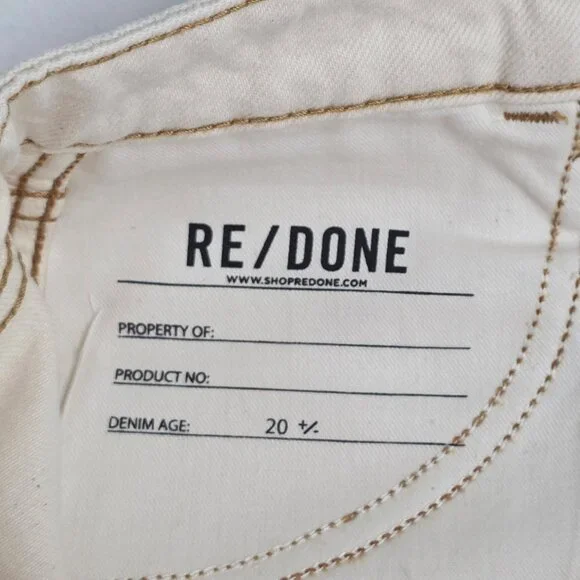 RE/DONE
WWW.SHOPREDONE.COM
PROPERTY OF:
PRODUCT NO:
DENIM AGE: 20 +/-